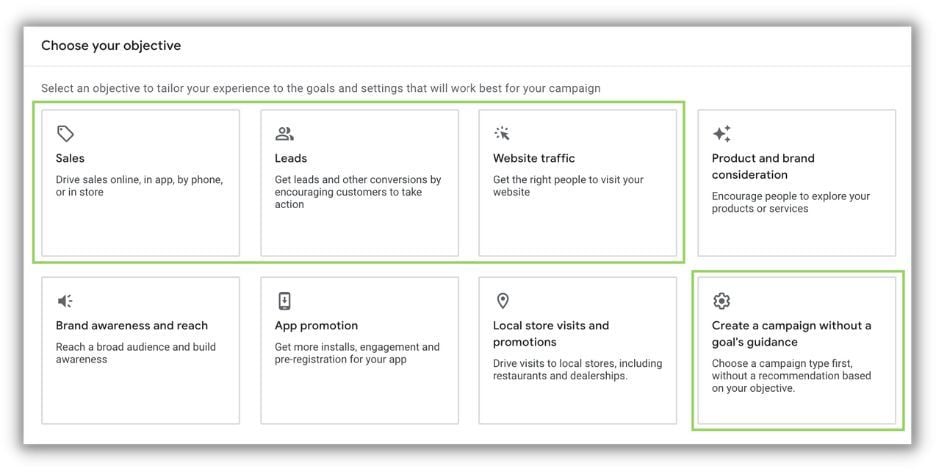 Choose your objective
Select an objective to tailor your experience to the goals and settings that will work best for your campaign
Sales
Drive sales online, in app, by phone,
or in store
Leads
Get leads and other conversions by
encouraging customers to take
action
Website traffic
Get the right people to visit your
website
Product and brand
consideration
Encourage people to explore your
products or services
Brand awareness and reach
Reach a broad audience and build
awareness
App promotion
Get more installs, engagement and
pre-registration for your app
Local store visits and
promotions
Drive visits to local stores, including
restaurants and dealerships.
Create a campaign without a
goal's guidance
Choose a campaign type first,
without a recommendation based
on your objective.